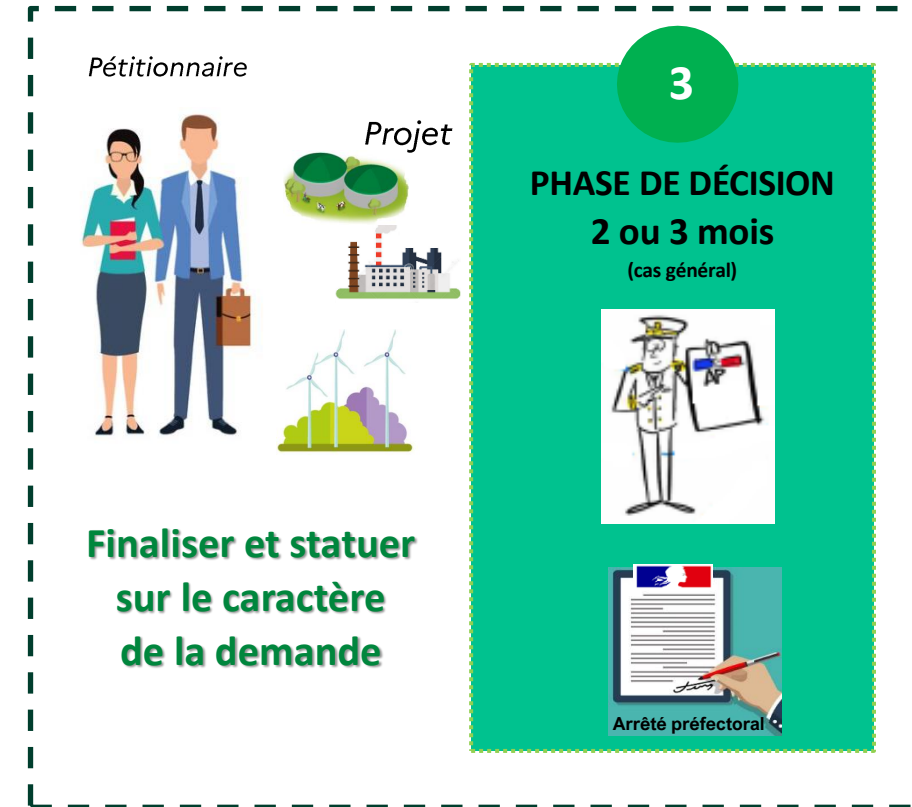 Pétitionnaire
Projet
Finaliser et statuer
sur le caractère
de la demande
3
PHASE DE DÉCISION
2 ou 3 mois
(cas général)
AP
Arrêté préfectoral